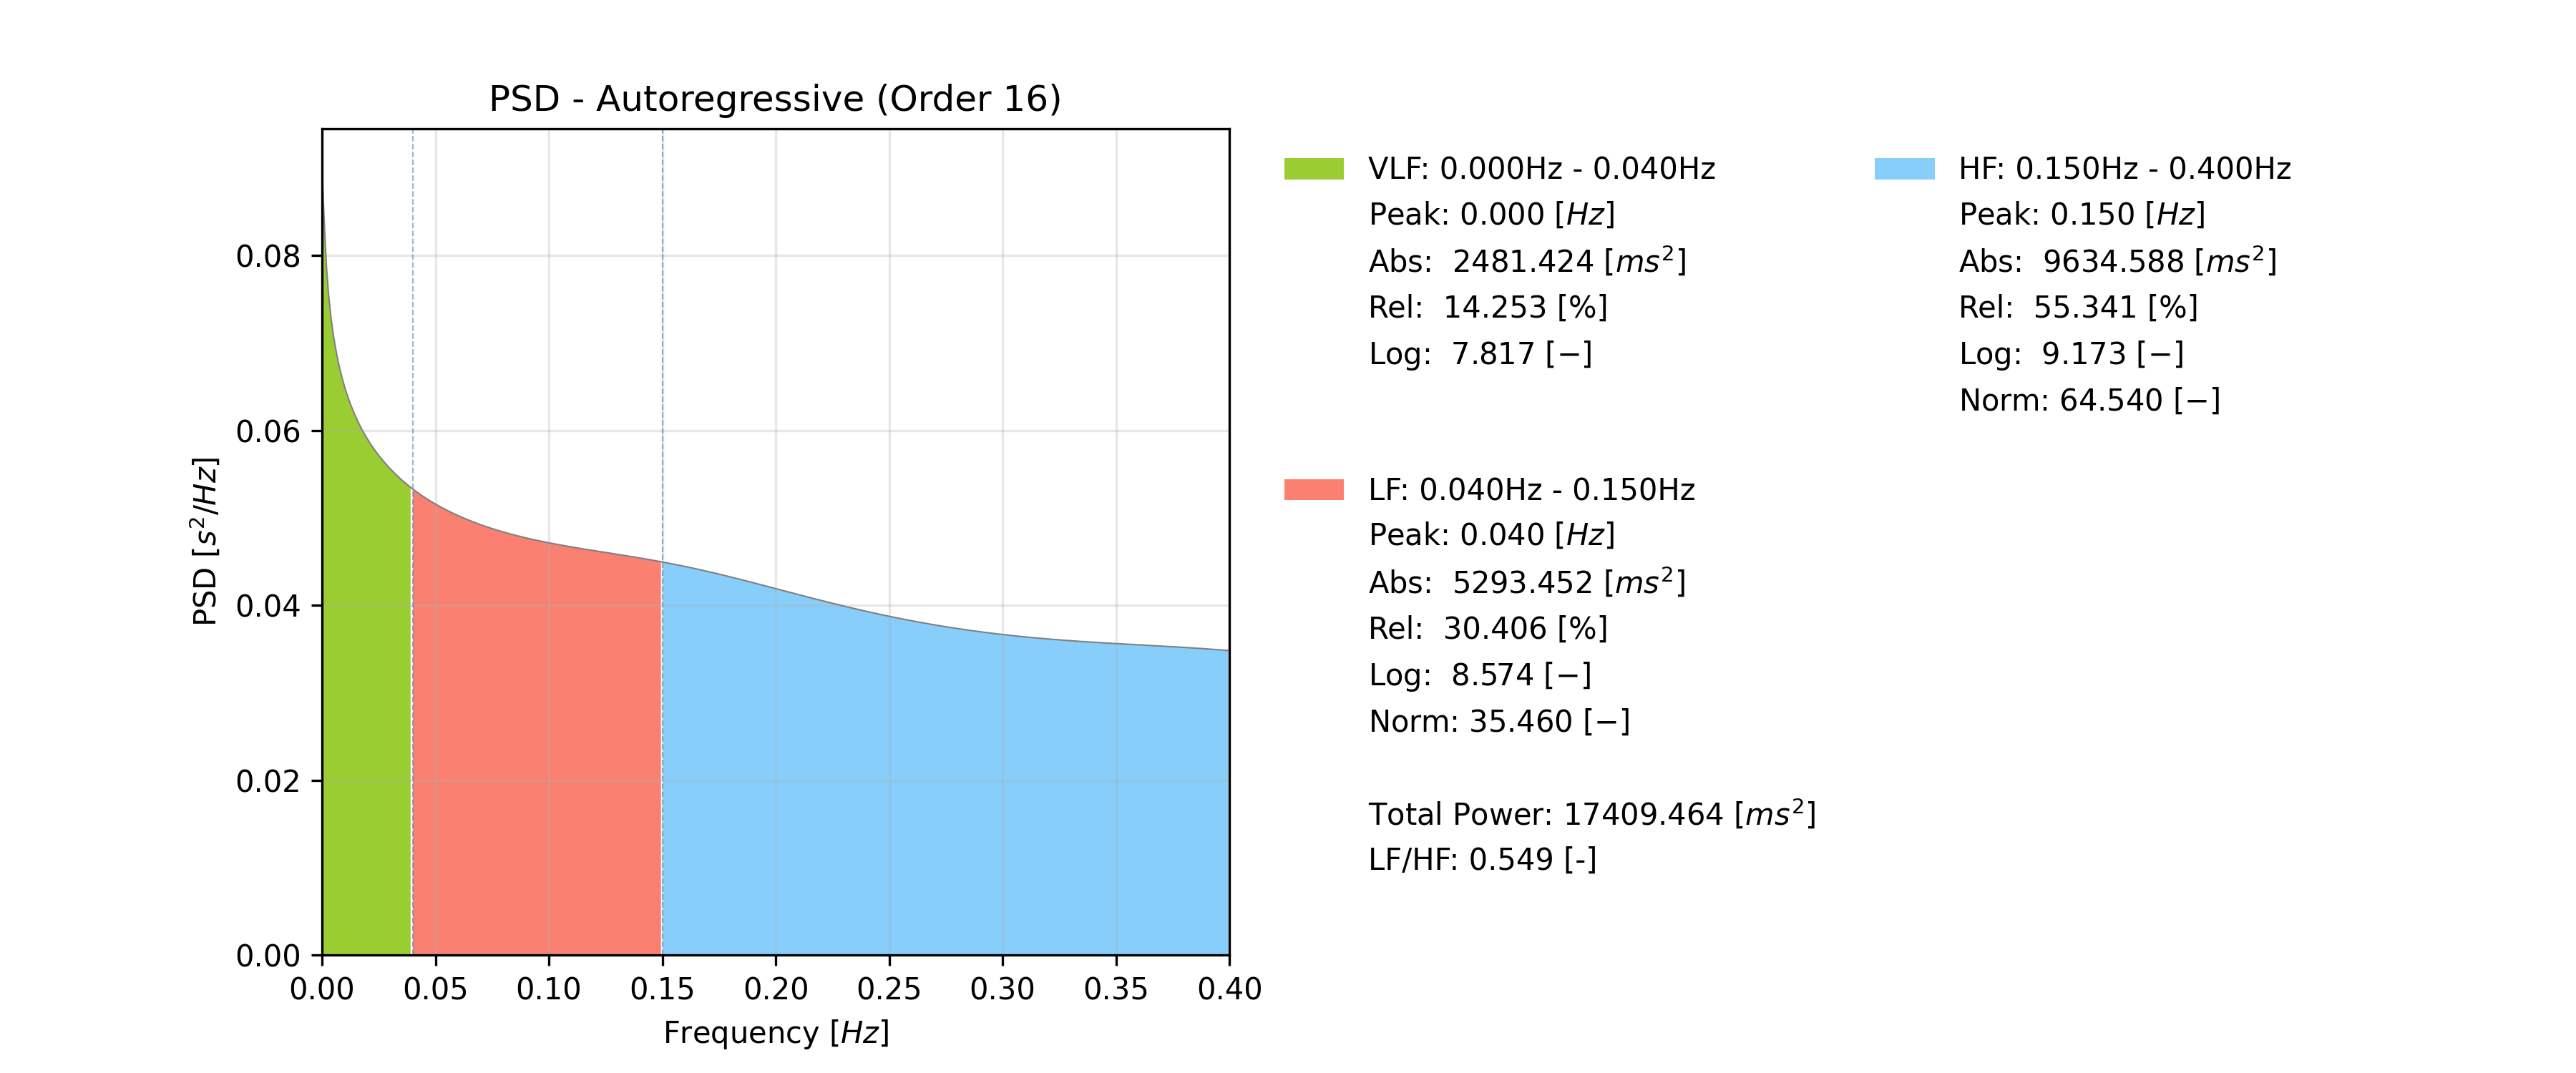 PSD - Autoregressive (Order 16)
PSD [s²/Hz]
0.08
0.06
0.04
0.02
0.00
0.00 0.05 0.10 0.15 0.20 0.25 0.30 0.35 0.40
Frequency [Hz]
VLF: 0.000Hz - 0.040Hz
Peak: 0.000 [Hz]
Abs: 2481.424 [ms²]
Rel: 14.253 [%]
Log: 7.817 [−]
LF: 0.040Hz - 0.150Hz
Peak: 0.040 [Hz]
Abs: 5293.452 [ms²]
Rel: 30.406 [%]
Log: 8.574 [−]
Norm: 35.460 [−]
Total Power: 17409.464 [ms²]
LF/HF: 0.549 [-]
HF: 0.150Hz - 0.400Hz
Peak: 0.150 [Hz]
Abs: 9634.588 [ms²]
Rel: 55.341 [%]
Log: 9.173 [−]
Norm: 64.540 [−]